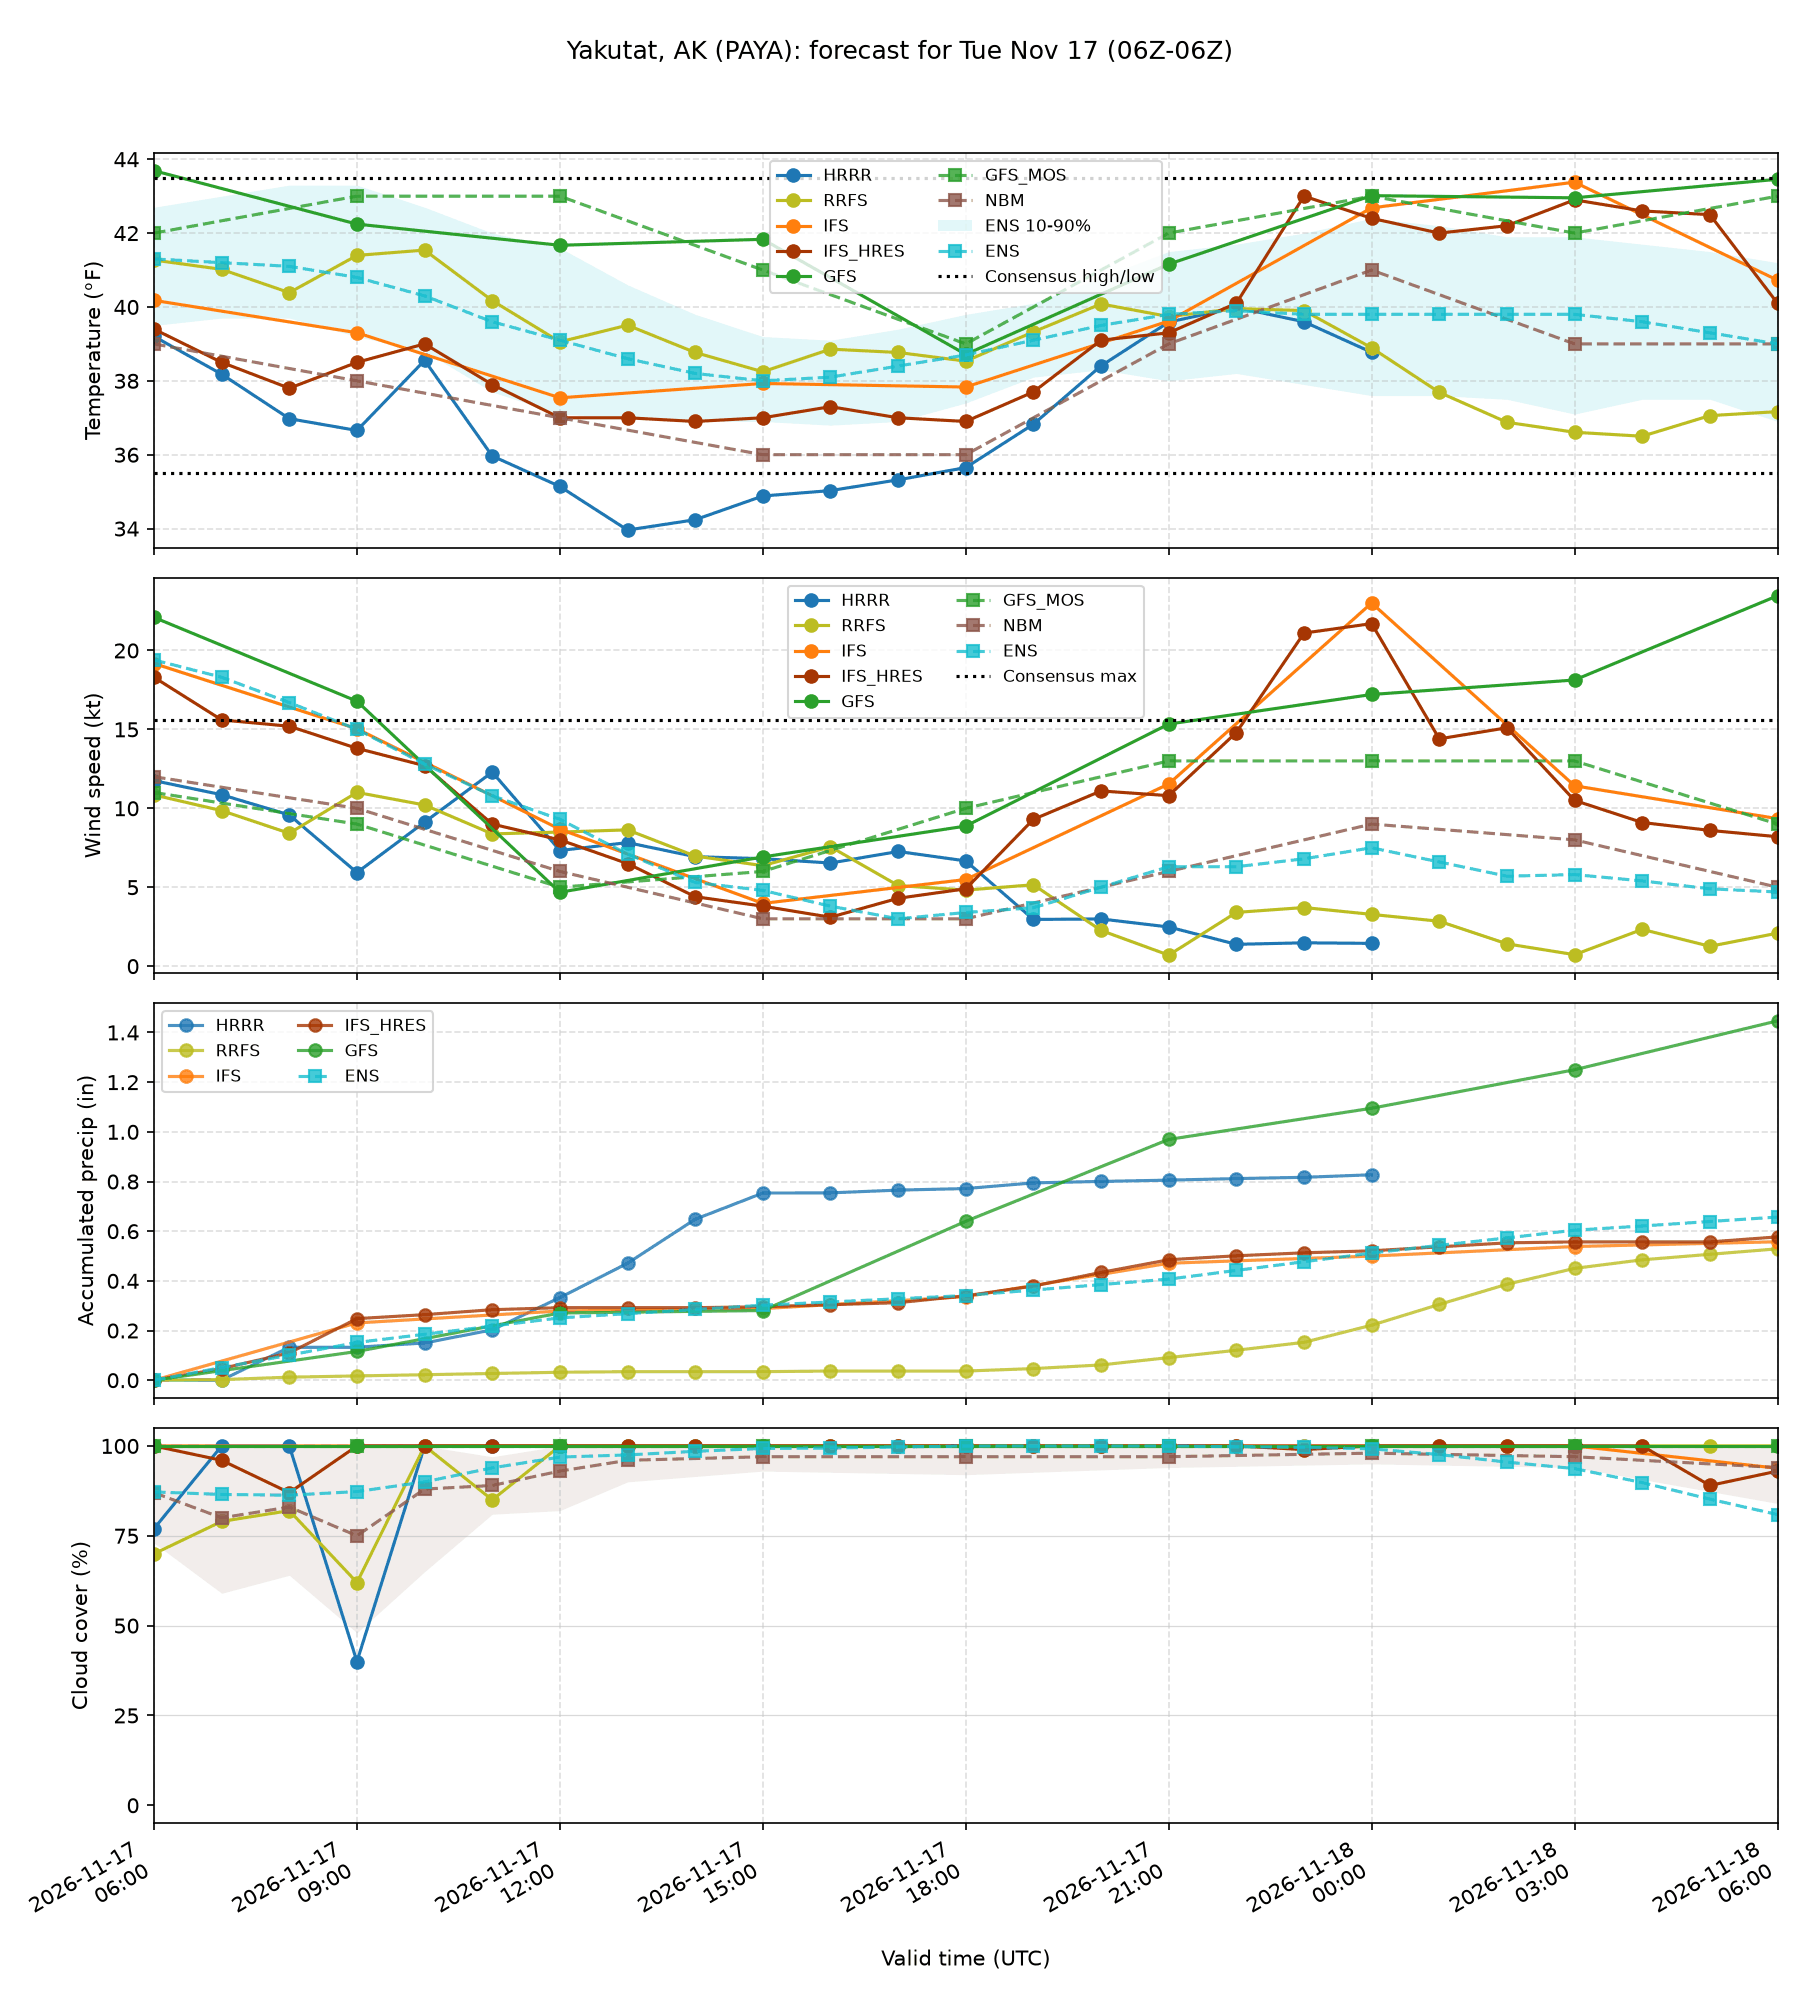 Yakutat, AK (PAYA): forecast for Tue Nov 17 (06Z-06Z)
Temperature (°F)
44
42
40
38
36
34
HRRR
RRFS
IFS
IFS_HRES
GFS
GFS_MOS
NBM
ENS 10-90%
ENS
Consensus high/low
Wind speed (kt)
20
15
10
5
0
HRRR
RRFS
IFS
IFS_HRES
GFS
GFS_MOS
NBM
ENS
Consensus max
Accumulated precip (in)
1.4
1.2
1.0
0.8
0.6
0.4
0.2
0.0
HRRR
RRFS
IFS
IFS_HRES
GFS
ENS
Cloud cover (%)
100
75
50
25
0
2026-11-17
06:00
2026-11-17
09:00
2026-11-17
12:00
2026-11-17
15:00
2026-11-17
18:00
2026-11-17
21:00
2026-11-18
00:00
2026-11-18
03:00
2026-11-18
06:00
Valid time (UTC)